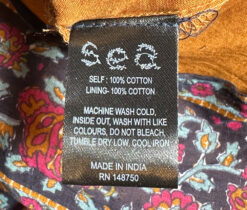 sea
SELF : 100% COTTON
LINING- 100% COTTON
MACHINE WASH COLD,
INSIDE OUT, WASH WITH LIKE
COLOURS, DO NOT BLEACH,
TUMBLE DRY LOW, COOL IRON
MADE IN INDIA
RN 148750